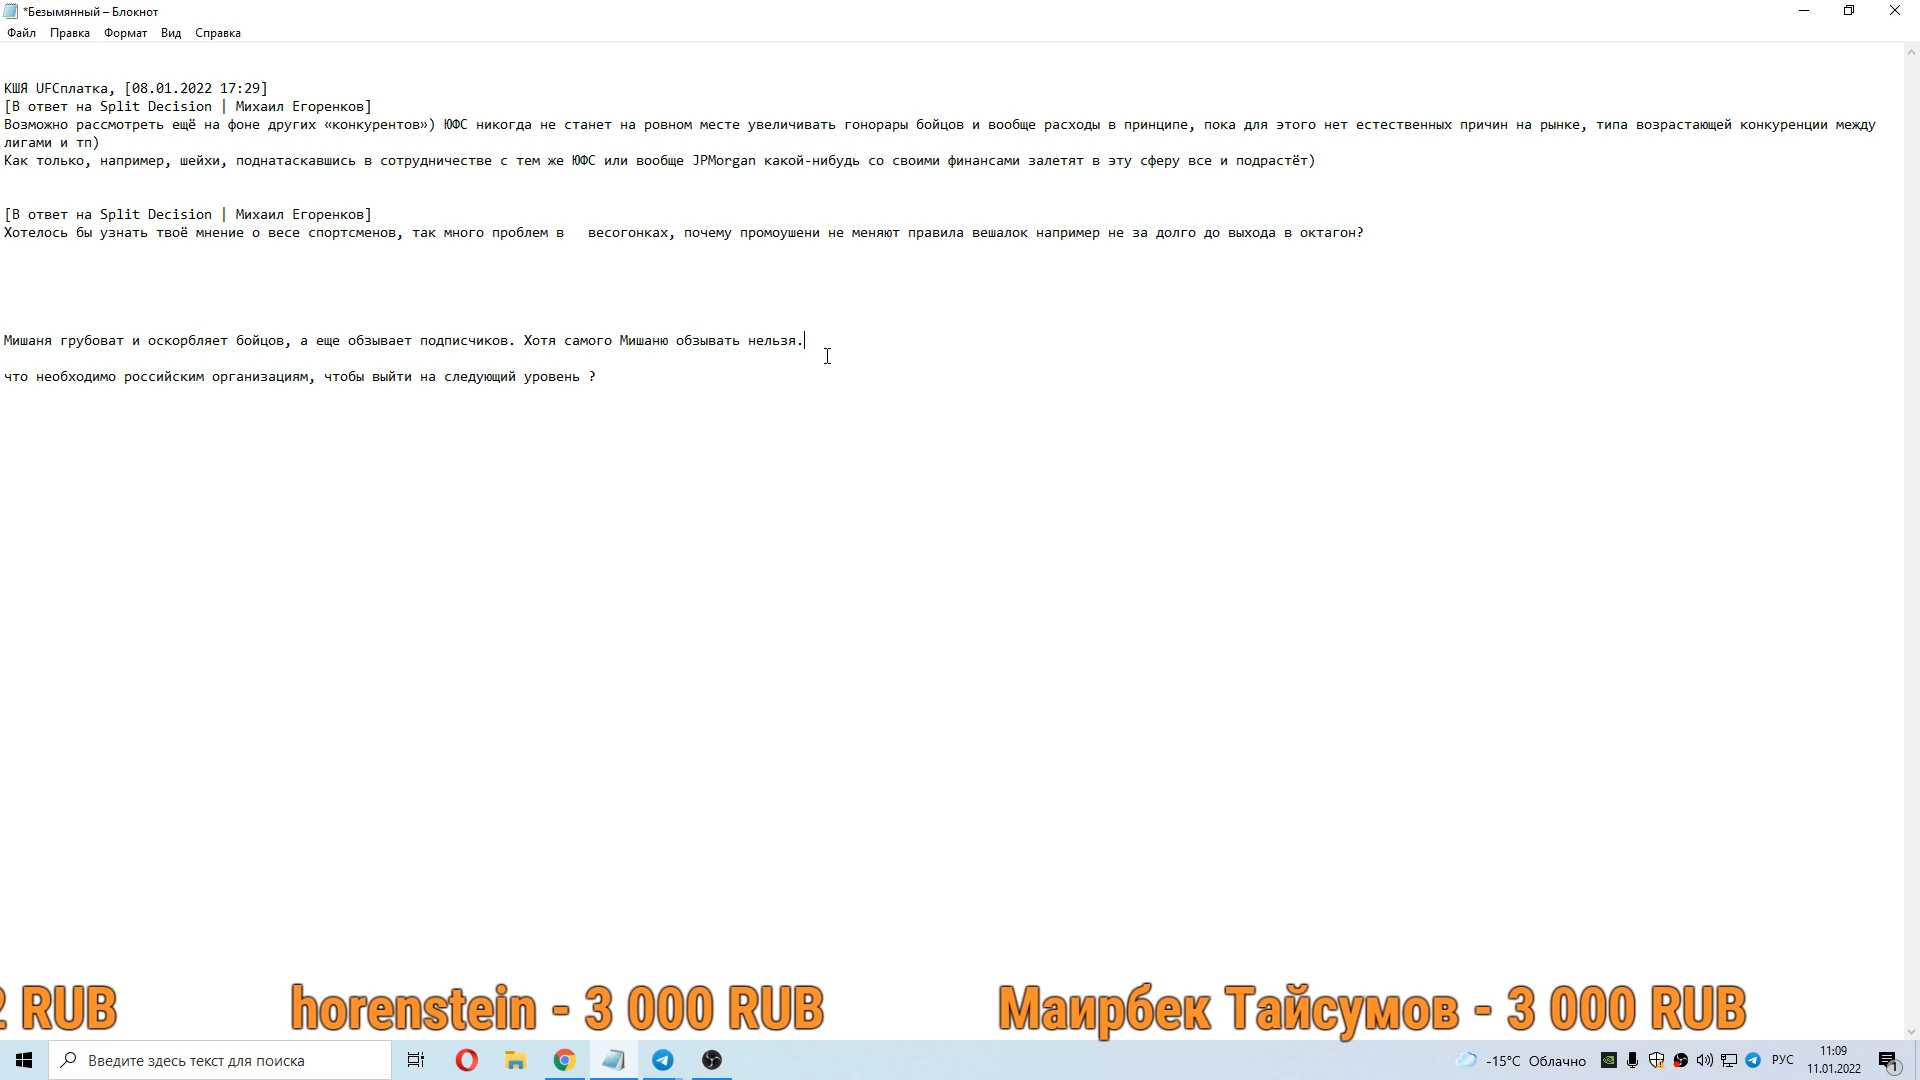 *Безымянный – Блокнот
Файл Правка Формат Вид Справка
КШЯ UFCплатка, [08.01.2022 17:29]
[В ответ на Split Decision | Михаил Егоренков]
Возможно рассмотреть ещё на фоне других «конкурентов») ЮФС никогда не станет на ровном месте увеличивать гонорары бойцов и вообще расходы в принципе, пока для этого нет естественных причин на рынке, типа возрастающей конкуренции между
лигами и тп)
Как только, например, шейхи, поднатаскавшись в сотрудничестве с тем же ЮФС или вообще JPMorgan какой-нибудь со своими финансами залетят в эту сферу все и подрастёт)
[В ответ на Split Decision | Михаил Егоренков]
Хотелось бы узнать твоё мнение о весе спортсменов, так много проблем в весогонках, почему промоушени не меняют правила вешалок например не за долго до выхода в октагон?
Мишаня грубоват и оскорбляет бойцов, а еще обзывает подписчиков. Хотя самого Мишаню обзывать нельзя.
что необходимо российским организациям, чтобы выйти на следующий уровень ?
2 RUB horenstein - 3 000 RUB Маирбек Тайсумов - 3 000 RUB
Введите здесь текст для поиска -15°C Облачно РУС 11:09
11.01.2022 1